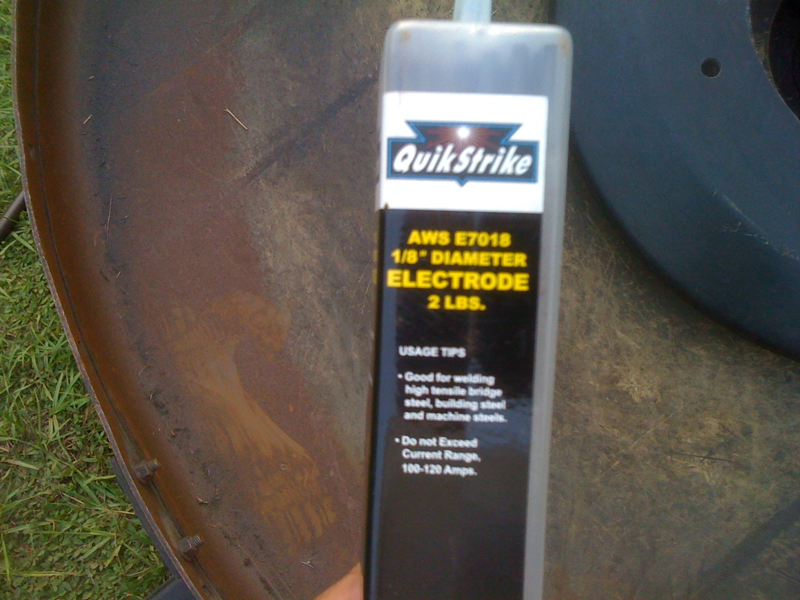 QuikStrike
AWS E7018
1/8" DIAMETER
ELECTRODE
2 LBS.
USAGE TIPS
• Good for welding
high tensile bridge
steel, building steel
and machine steels.
• Do not Exceed
Current Range,
100-120 Amps.